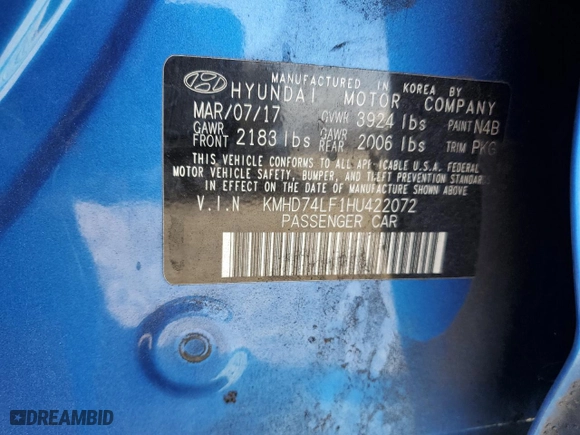 MANUFACTURED IN KOREA BY
HYUNDAI MOTOR COMPANY
MAR/07/17 GVWR 3924 lbs PAINT N4B
GAWR FRONT 2183 lbs GAWR REAR 2006 lbs TRIM PKG
THIS VEHICLE CONFORMS TO ALL APPLICABLE U.S.A. FEDERAL
MOTOR VEHICLE SAFETY, BUMPER, AND THEFT PREVENTION STANDARDS
IN EFFECT ON THE DATE OF MANUFACTURE SHOWN ABOVE
V.I.N KMHD74LF1HU422072
PASSENGER CAR
DREAMBID